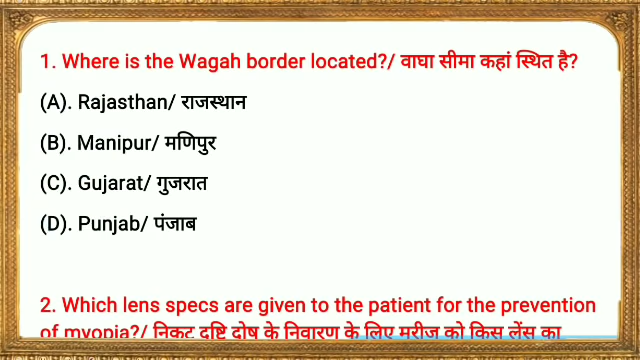 1. Where is the Wagah border located?/ वाघा सीमा कहां स्थित है?
(A). Rajasthan/ राजस्थान
(B). Manipur/ मणिपुर
(C). Gujarat/ गुजरात
(D). Punjab/ पंजाब
2. Which lens specs are given to the patient for the prevention
of myopia?/ निकट दृष्टि दोष के निवारण के लिए मरीज को किस लेंस का